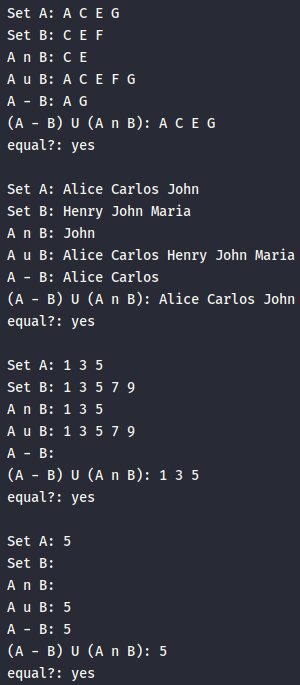 Set A: A C E G
Set B: C E F
A n B: C E
A u B: A C E F G
A - B: A G
(A - B) U (A n B): A C E G
equal?: yes

Set A: Alice Carlos John
Set B: Henry John Maria
A n B: John
A u B: Alice Carlos Henry John Maria
A - B: Alice Carlos
(A - B) U (A n B): Alice Carlos John
equal?: yes

Set A: 1 3 5
Set B: 1 3 5 7 9
A n B: 1 3 5
A u B: 1 3 5 7 9
A - B:
(A - B) U (A n B): 1 3 5
equal?: yes

Set A: 5
Set B:
A n B:
A u B: 5
A - B: 5
(A - B) U (A n B): 5
equal?: yes